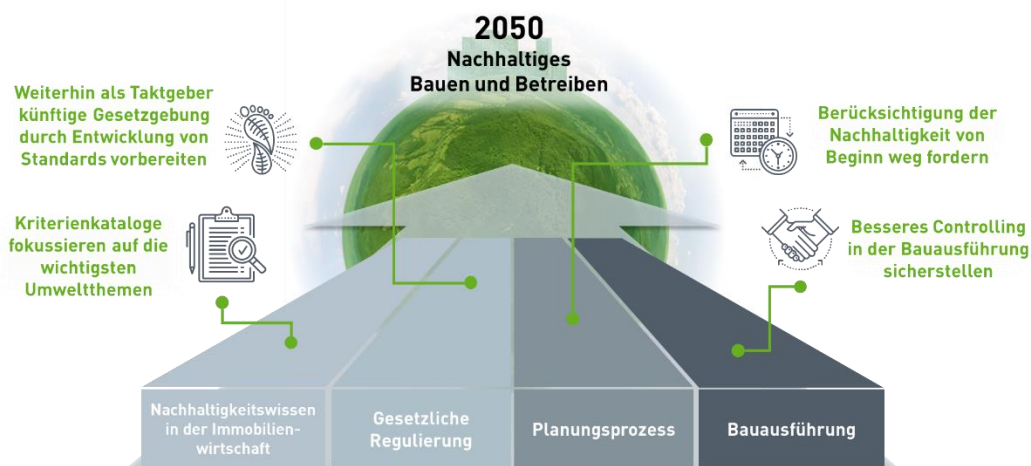 2050
Nachhaltiges
Bauen und Betreiben
Weiterhin als Taktgeber
künftige Gesetzgebung
durch Entwicklung von
Standards vorbereiten
Berücksichtigung der
Nachhaltigkeit von
Beginn weg fordern
Kriterienkataloge
fokussieren auf die
wichtigsten
Umweltthemen
Besseres Controlling
in der Bauausführung
sicherstellen
Nachhaltigkeitswissen
in der Immobilien-
wirtschaft
Gesetzliche
Regulierung
Planungsprozess
Bauausführung